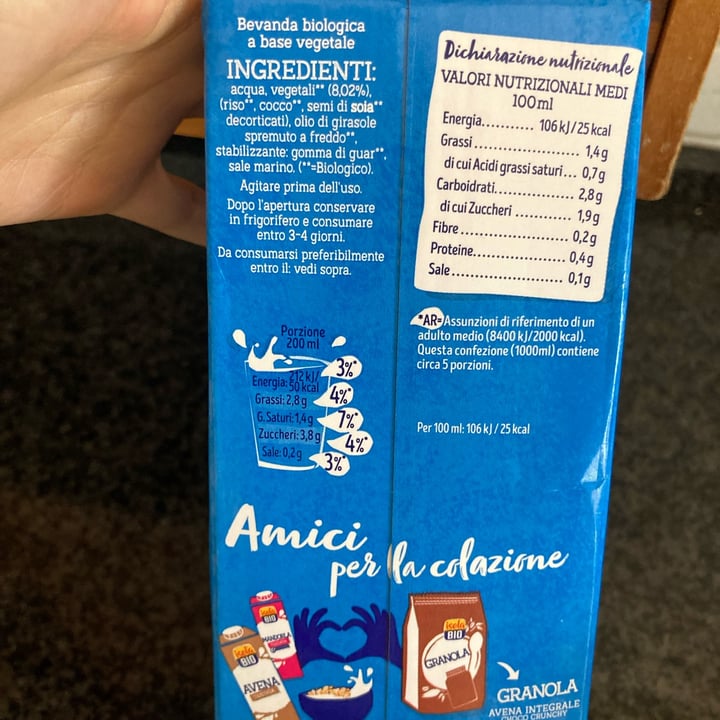 Bevanda biologica
a base vegetale
INGREDIENTI:
acqua, vegetali** (8,02%),
(riso**, cocco**, semi di soia**
decorticati), olio di girasole
spremuto a freddo**,
stabilizzante: gomma di guar**,
sale marino. (**=Biologico).
Agitare prima dell'uso.
Dopo l'apertura conservare
in frigorifero e consumare
entro 3-4 giorni.
Da consumarsi preferibilmente
entro il: vedi sopra.
Porzione
200 ml
Energia: 212 kJ/ 50 kcal 3%*
Grassi: 2,8 g 4%*
G. Saturi: 1,4 g 7%*
Zuccheri: 3,8 g 4%*
Sale: 0,2 g 3%*
Dichiarazione nutrizionale
VALORI NUTRIZIONALI MEDI
100 ml
Energia........... 106 kJ / 25 kcal
Grassi........................ 1,4 g
di cui Acidi grassi saturi... 0,7 g
Carboidrati................. 2,8 g
di cui Zuccheri ............. 1,9 g
Fibre ........................ 0,2 g
Proteine..................... 0,4 g
Sale.......................... 0,1 g
*AR=Assunzioni di riferimento di un
adulto medio (8400 kJ/2000 kcal).
Questa confezione (1000ml) contiene
circa 5 porzioni.
Per 100 ml: 106 kJ / 25 kcal
Amici
per la colazione
isola
BIO
MANDORLA
isola
BIO
AVENA
isola
BIO
GRANOLA
GRANOLA
AVENA INTEGRALE
CHOCO CRUNCHY